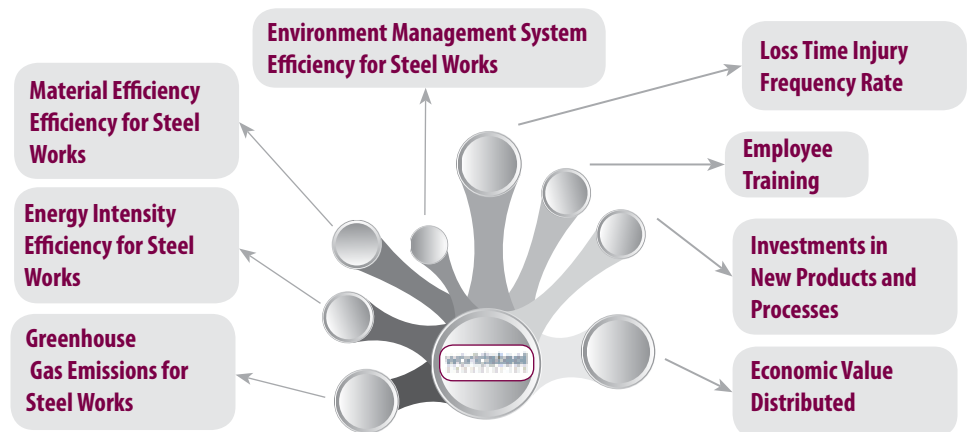 Environment Management System
Efficiency for Steel Works
Loss Time Injury
Frequency Rate
Material Efficiency
Efficiency for Steel
Works
Employee
Training
Energy Intensity
Efficiency for Steel
Works
Investments in
New Products and
Processes
Greenhouse
Gas Emissions for
Steel Works
worldsteel
Economic Value
Distributed